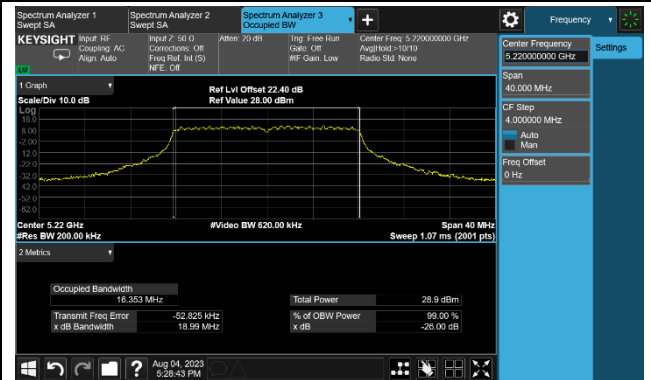 Spectrum Analyzer 1
Swept SA
Spectrum Analyzer 2
Swept SA
Spectrum Analyzer 3
Occupied BW
Frequency
KEYSIGHT
Input: RF
Coupling: AC
Align: Auto
Input Z: 50 Ω
Corrections: Off
Freq Ref: Int (S)
NFE: Off
Atten: 20 dB
Trig: Free Run
Gate: Off
#IF Gain: Low
Center Freq: 5.220000000 GHz
Avg|Hold:>10/10
Radio Std: None
1 Graph
Scale/Div 10.0 dB
Ref Lvl Offset 22.40 dB
Ref Value 28.00 dBm
Log
18.0
8.00
-2.00
-12.0
-22.0
-32.0
-42.0
-52.0
-62.0
Center 5.22 GHz
#Res BW 200.00 kHz
#Video BW 620.00 kHz
Span 40 MHz
Sweep 1.07 ms (2001 pts)
2 Metrics
Occupied Bandwidth
16.353 MHz
Total Power
28.9 dBm
Transmit Freq Error
-52.825 kHz
% of OBW Power
99.00 %
x dB Bandwidth
18.99 MHz
x dB
-26.00 dB
Aug 04, 2023
5:28:43 PM
Center Frequency
5.220000000 GHz
Settings
Span
40.000 MHz
CF Step
4.000000 MHz
Auto
Man
Freq Offset
0 Hz